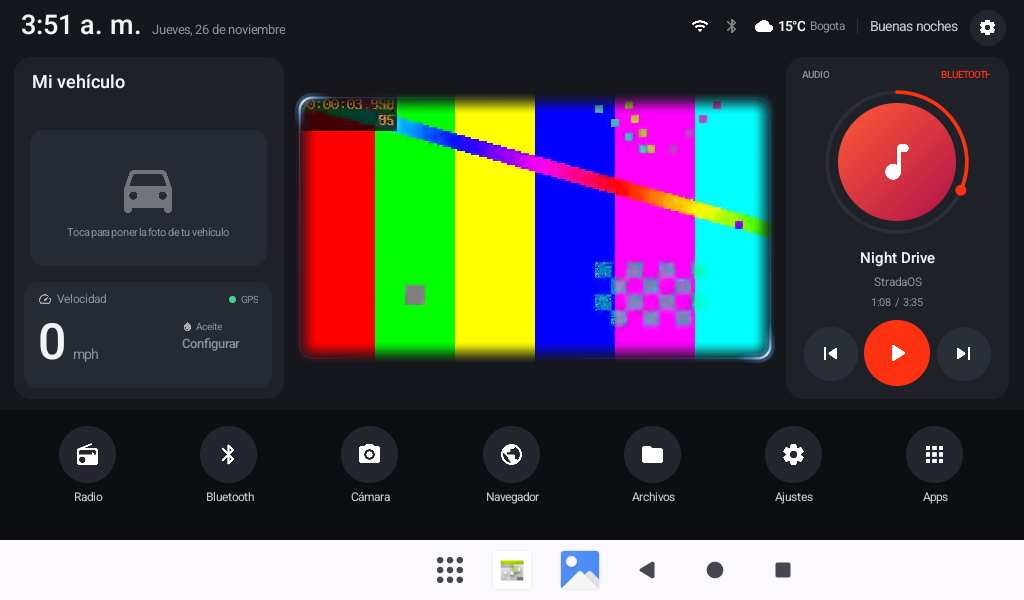 3:51 a. m. Jueves, 26 de noviembre
15°C Bogota Buenas noches
Mi vehículo
Toca para poner la foto de tu vehículo
Velocidad GPS
0 mph
Aceite
Configurar
0:00:03.958
95
AUDIO BLUETOOTH
Night Drive
StradaOS
1:08 / 3:35
Radio
Bluetooth
Cámara
Navegador
Archivos
Ajustes
Apps